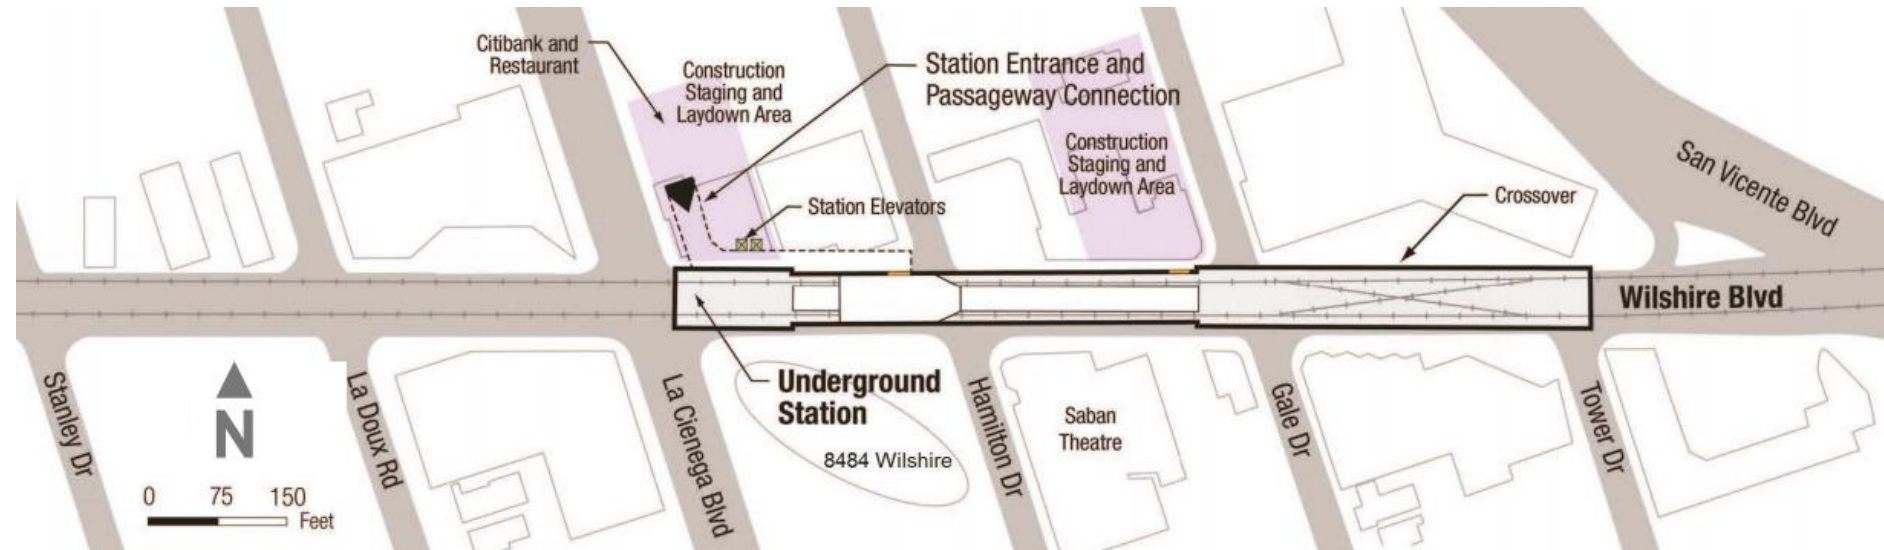 Citibank and
Restaurant
Construction
Staging and
Laydown Area
Station Entrance and
Passageway Connection
Construction
Staging and
Laydown Area
San Vicente Blvd
Station Elevators
Crossover
Wilshire Blvd
Underground
Station
8484 Wilshire
Saban
Theatre
Stanley Dr
La Doux Rd
La Cienega Blvd
Hamilton Dr
Gale Dr
Tower Dr
N
0 75 150
Feet